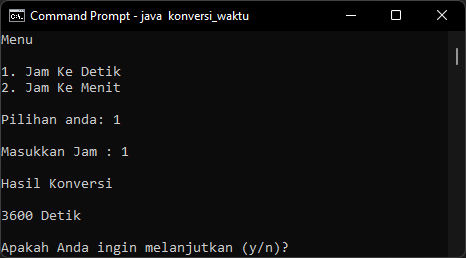 Command Prompt - java konversi_waktu
Menu
1. Jam Ke Detik
2. Jam Ke Menit
Pilihan anda: 1
Masukkan Jam : 1
Hasil Konversi
3600 Detik
Apakah Anda ingin melanjutkan (y/n)?